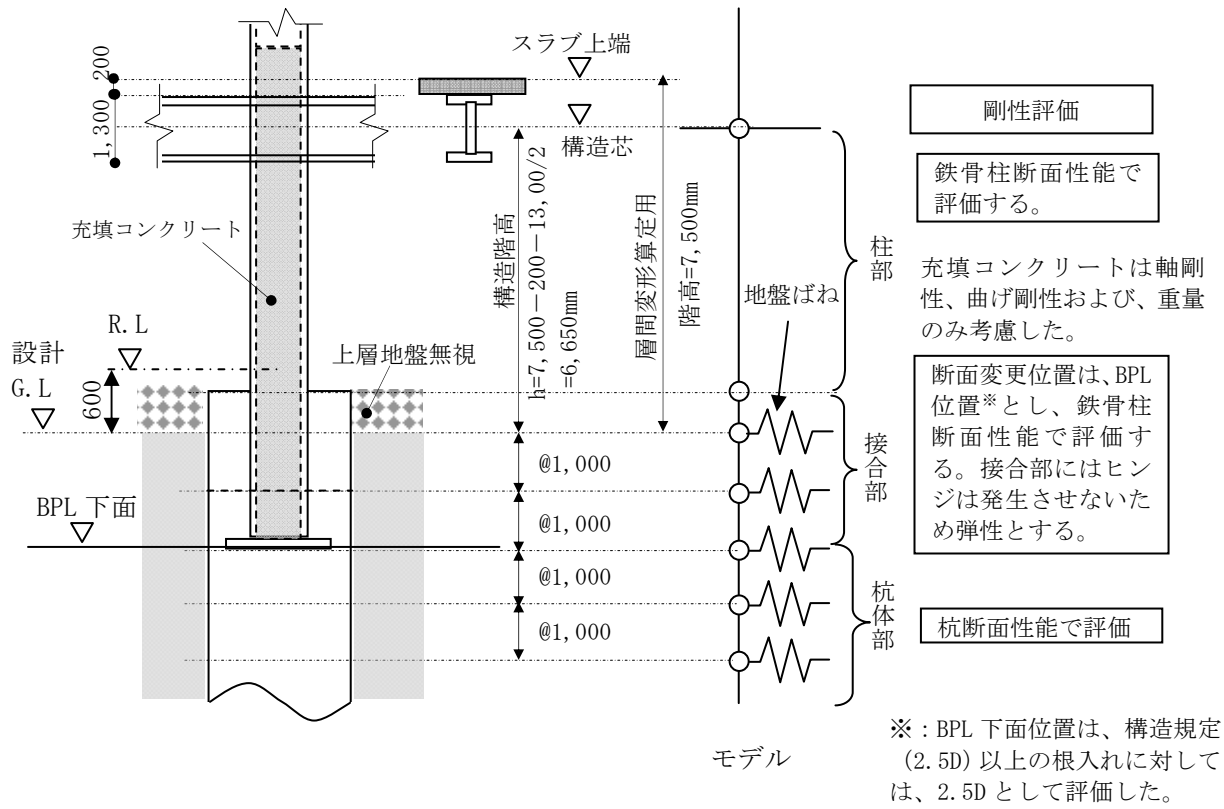 スラブ上端
200
1,300
構造芯
充填コンクリート
構造階高
h=7,500-200-13,00/2
=6,650mm
層間変形算定用
階高=7,500mm
R.L
設計
G.L
600
上層地盤無視
地盤ばね
BPL 下面
@1,000
@1,000
@1,000
@1,000
柱部
接合部
杭体部
モデル
剛性評価
鉄骨柱断面性能で
評価する。
充填コンクリートは軸剛
性、曲げ剛性および、重量
のみ考慮した。
断面変更位置は、BPL
位置※とし、鉄骨柱
断面性能で評価す
る。接合部にはヒン
ジは発生させないた
め弾性とする。
杭断面性能で評価
※：BPL 下面位置は、構造規定
(2.5D) 以上の根入れに対して
は、2.5D として評価した。